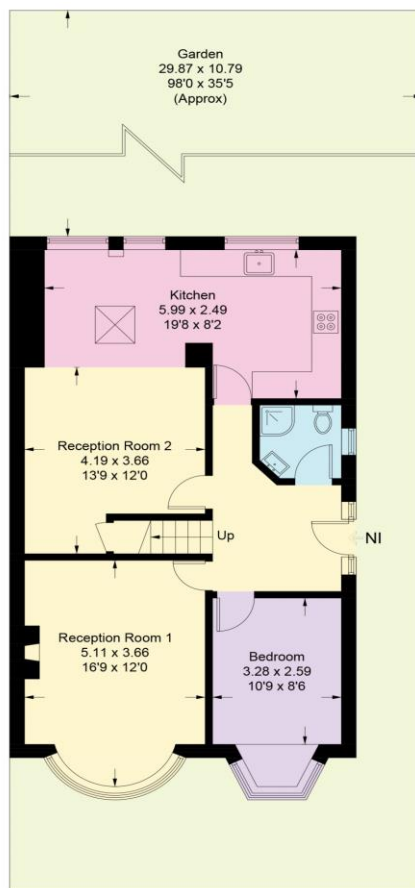 Garden
29.87 x 10.79
98'0 x 35'5
(Approx)
Kitchen
5.99 x 2.49
19'8 x 8'2
Reception Room 2
4.19 x 3.66
13'9 x 12'0
Up
NI
Reception Room 1
5.11 x 3.66
16'9 x 12'0
Bedroom
3.28 x 2.59
10'9 x 8'6